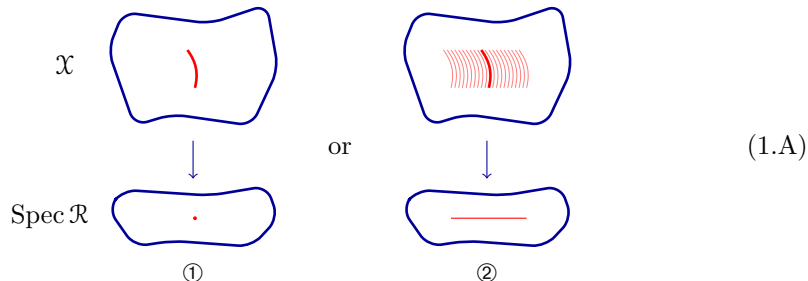 𝒳
or
(1.A)
Spec ℛ
① ②